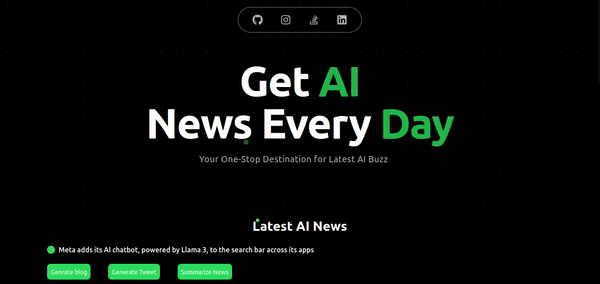 Get AI
News Every Day
Your One-Stop Destination for Latest AI Buzz
Latest AI News
Meta adds its AI chatbot, powered by Llama 3, to the search bar across its apps
Genrate blog Generate Tweet Summarize News